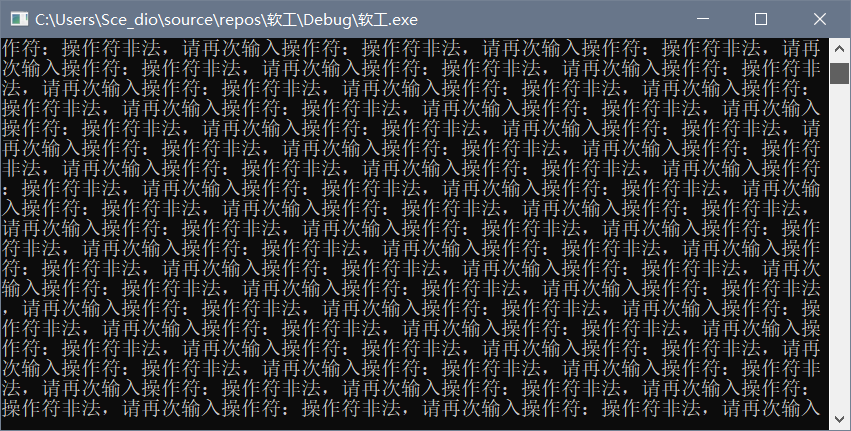 作符：操作符非法，请再次输入操作符：操作符非法，请再次输入操作符：操作符非法，请再
次输入操作符：操作符非法，请再次输入操作符：操作符非法，请再次输入操作符：操作符非
法，请再次输入操作符：操作符非法，请再次输入操作符：操作符非法，请再次输入操作符：
操作符非法，请再次输入操作符：操作符非法，请再次输入操作符：操作符非法，请再次输入
操作符：操作符非法，请再次输入操作符：操作符非法，请再次输入操作符：操作符非法，请
再次输入操作符：操作符非法，请再次输入操作符：操作符非法，请再次输入操作符：操作符
非法，请再次输入操作符：操作符非法，请再次输入操作符：操作符非法，请再次输入操作符
：操作符非法，请再次输入操作符：操作符非法，请再次输入操作符：操作符非法，请再次输
入操作符：操作符非法，请再次输入操作符：操作符非法，请再次输入操作符：操作符非法，
请再次输入操作符：操作符非法，请再次输入操作符：操作符非法，请再次输入操作符：操作
符非法，请再次输入操作符：操作符非法，请再次输入操作符：操作符非法，请再次输入操作
符：操作符非法，请再次输入操作符：操作符非法，请再次输入操作符：操作符非法，请再次
输入操作符：操作符非法，请再次输入操作符：操作符非法，请再次输入操作符：操作符非法
，请再次输入操作符：操作符非法，请再次输入操作符：操作符非法，请再次输入操作符：操
作符非法，请再次输入操作符：操作符非法，请再次输入操作符：操作符非法，请再次输入操
作符：操作符非法，请再次输入操作符：操作符非法，请再次输入操作符：操作符非法，请再
次输入操作符：操作符非法，请再次输入操作符：操作符非法，请再次输入操作符：操作符非
法，请再次输入操作符：操作符非法，请再次输入操作符：操作符非法，请再次输入操作符：
操作符非法，请再次输入操作符：操作符非法，请再次输入操作符：操作符非法，请再次输入
C:\Users\Sce_dio\source\repos\软工\Debug\软工.exe